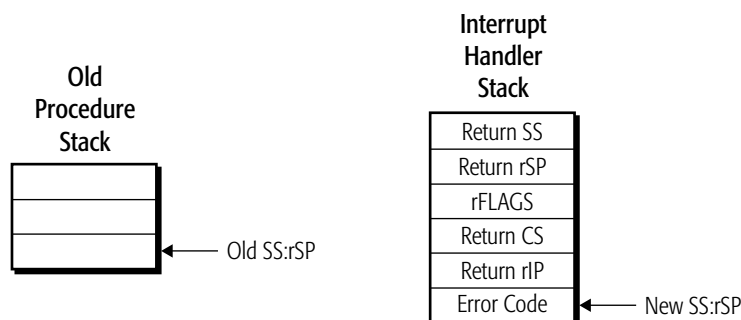 Old
Procedure
Stack
Old SS:rSP
Interrupt
Handler
Stack
Return SS
Return rSP
rFLAGS
Return CS
Return rIP
Error Code
New SS:rSP